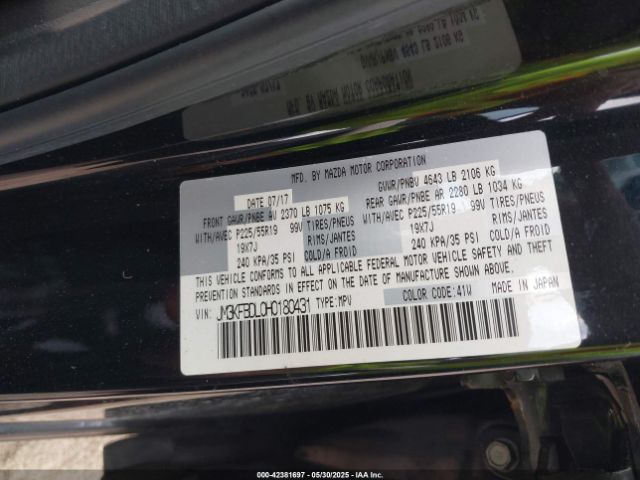 MFD. BY MAZDA MOTOR CORPORATION
DATE 07/17 GVWR/PNBV 4643 LB 2106 KG
FRONT GAWR/PNBE AV 2370 LB 1075 KG REAR GAWR/PNBE AR 2280 LB 1034 KG
WITH/AVEC P225/55R19 99V TIRES/PNEUS WITH/AVEC P225/55R19 99V TIRES/PNEUS
19X7J RIMS/JANTES 19X7J RIMS/JANTES
240 KPA/35 PSI COLD/A FROID 240 KPA/35 PSI COLD/A FROID
THIS VEHICLE CONFORMS TO ALL APPLICABLE FEDERAL MOTOR VEHICLE SAFETY AND THEFT
PREVENTION STANDARDS IN EFFECT ON THE DATE OF MANUFACTURE SHOWN ABOVE.
VIN: JM3KFBDL0H0180431 TYPE:MPV COLOR CODE:41W MADE IN JAPAN
00-42381697 - 05/30/2025 - IAAI.COM